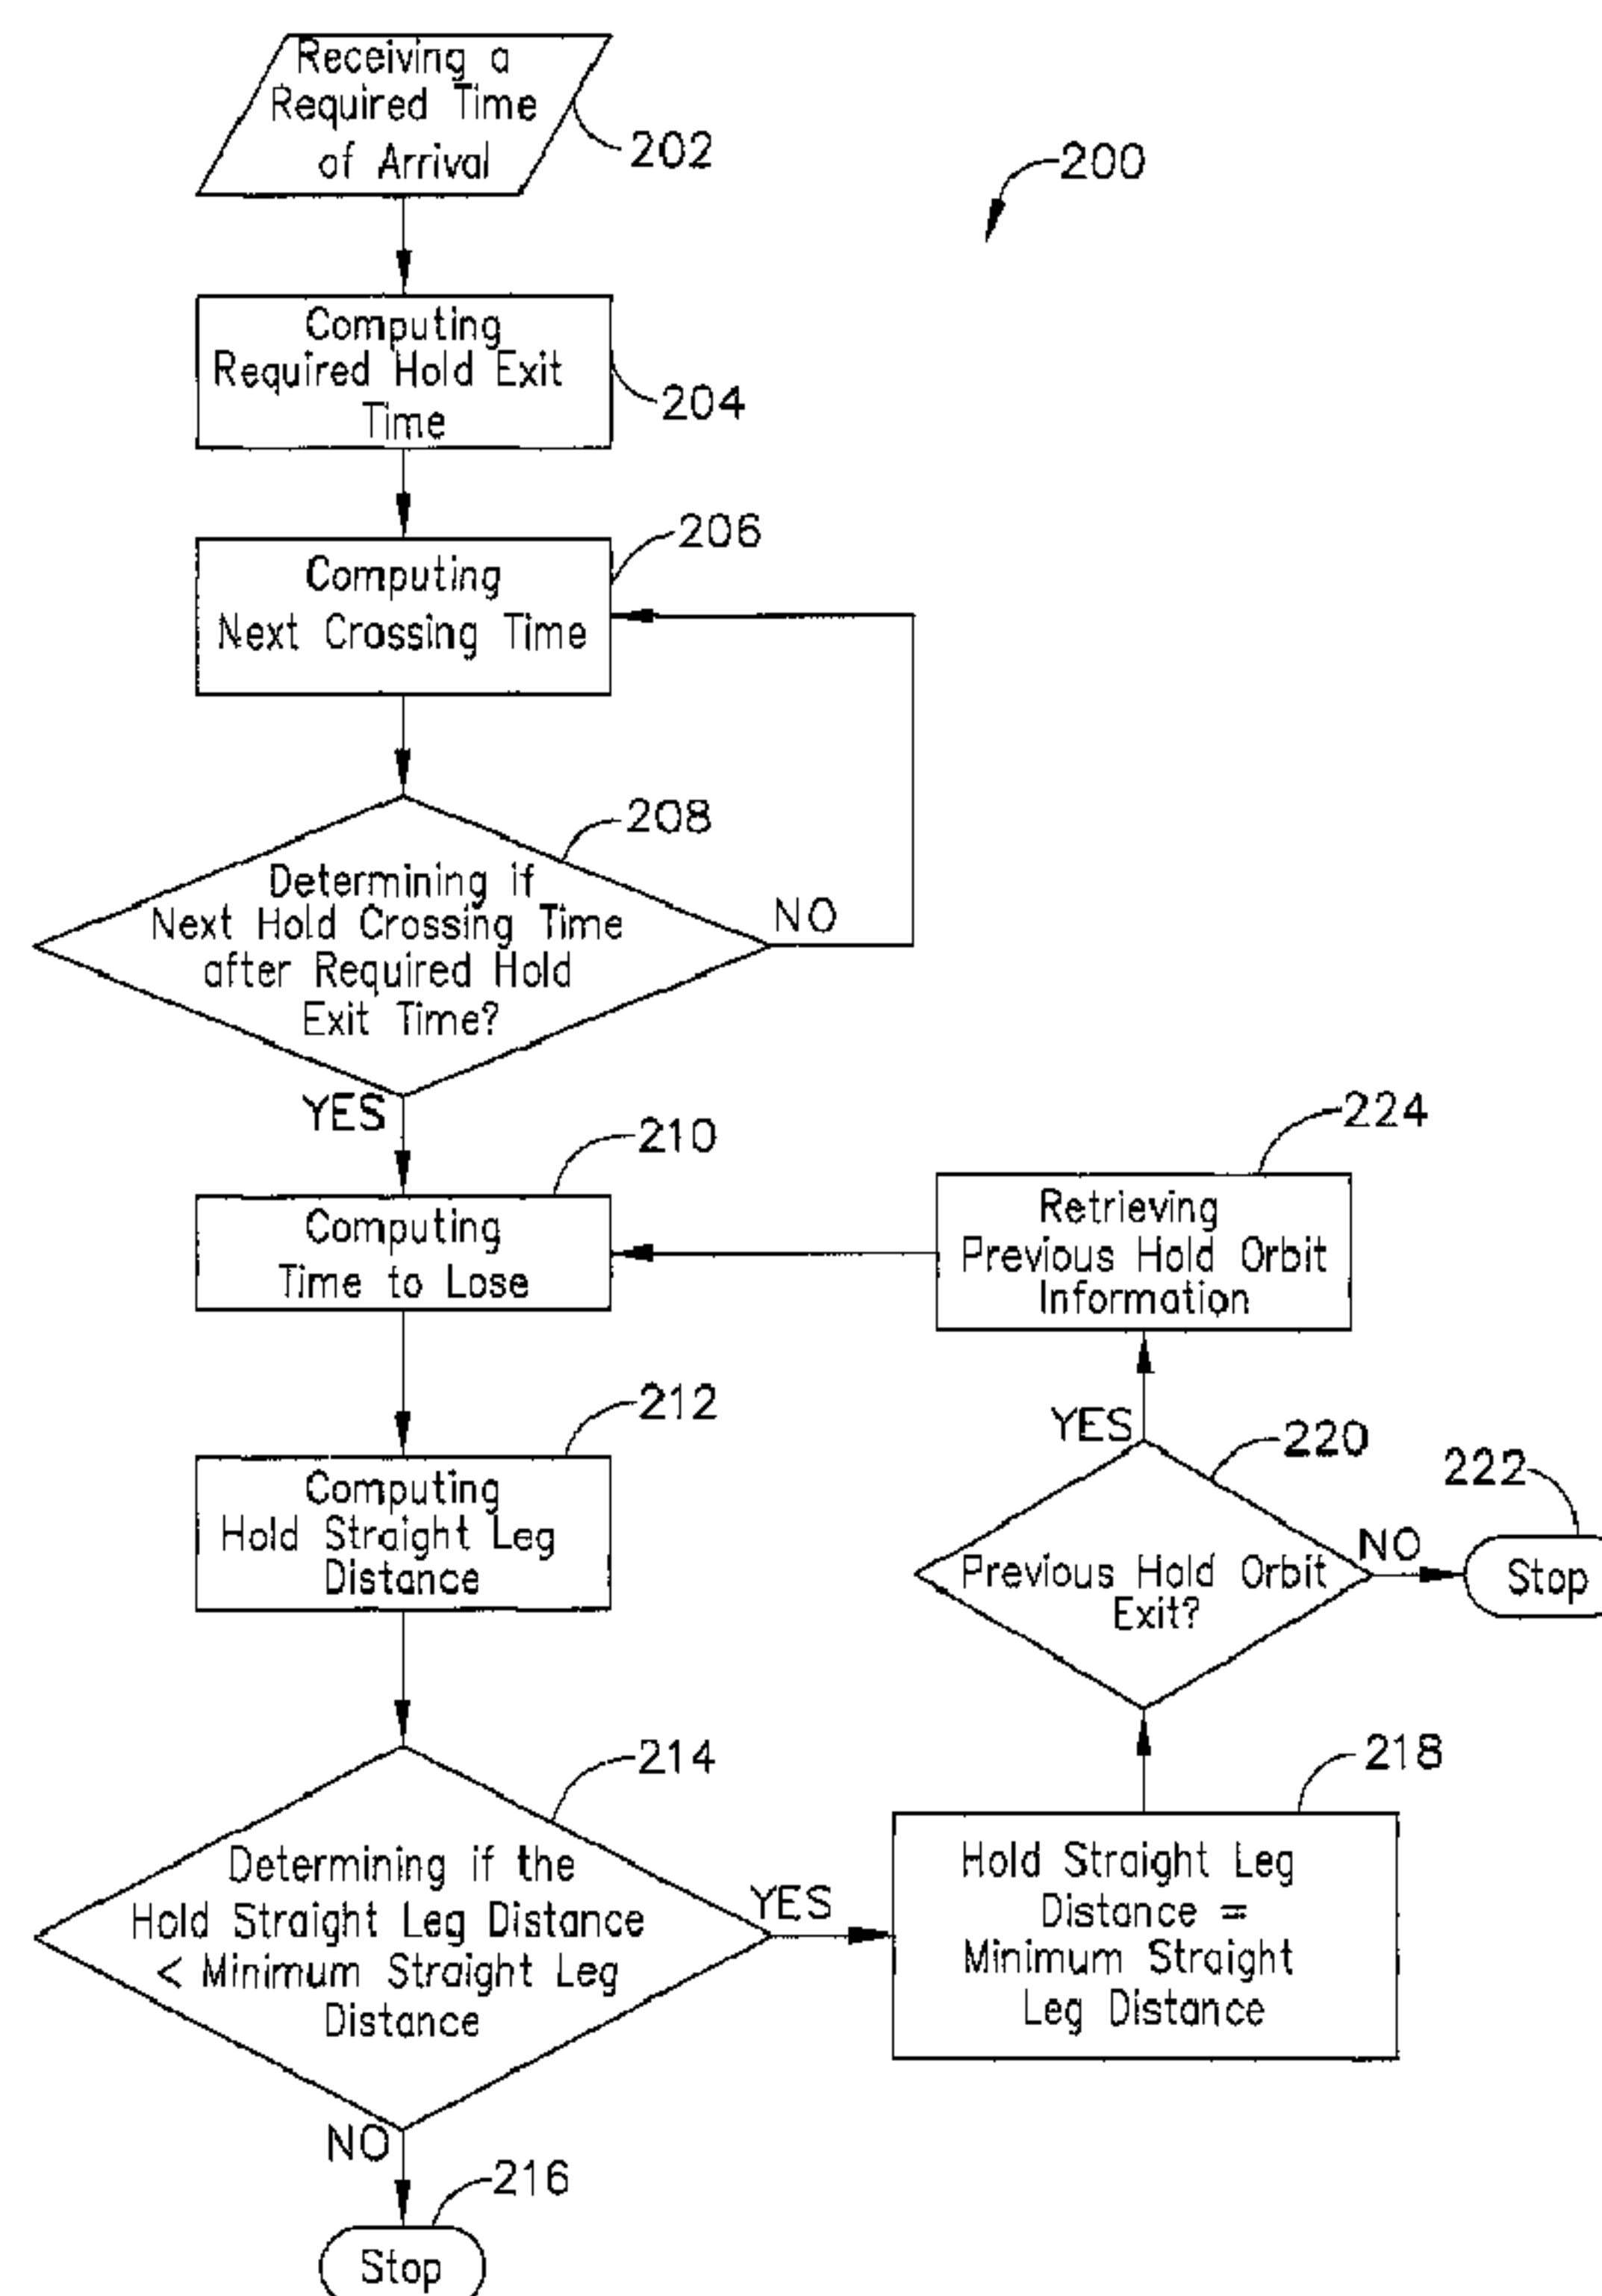 Receiving a
Required Time
of Arrival
202
200
Computing
Required Hold Exit
Time
204
206
Computing
Next Crossing Time
208
Determining if
Next Hold Crossing Time
after Required Hold
Exit Time?
NO
YES
210
Computing
Time to Lose
224
Retrieving
Previous Hold Orbit
Information
212
Computing
Hold Straight Leg
Distance
YES
220
222
Previous Hold Orbit
Exit?
NO
Stop
214
Determining if the
Hold Straight Leg Distance
< Minimum Straight Leg
Distance
YES
218
Hold Straight Leg
Distance =
Minimum Straight
Leg Distance
NO
216
Stop